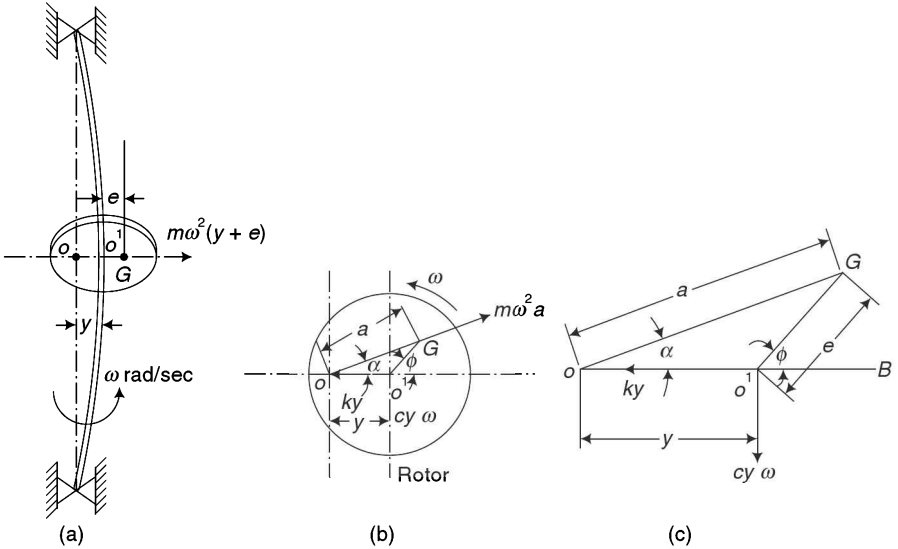 e
o
o¹
G
mω²(y + e)
y
ω rad/sec
(a)
ω
mω²a
a
G
α
ϕ
o
o¹
ky
y
cy ω
Rotor
(b)
a
G
α
ϕ
e
o
ky
o¹
B
y
cy ω
(c)